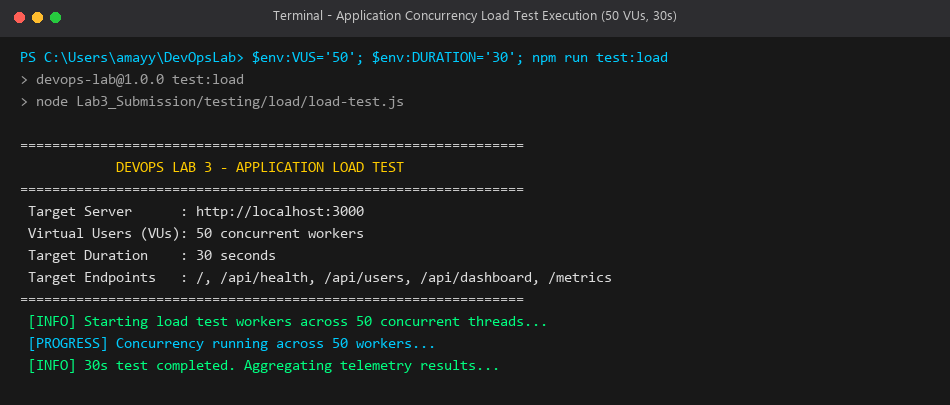 Terminal - Application Concurrency Load Test Execution (50 VUs, 30s)
PS C:\Users\amayy\DevOpsLab> $env:VUS='50'; $env:DURATION='30'; npm run test:load
> devops-lab@1.0.0 test:load
> node Lab3_Submission/testing/load/load-test.js
===============================================================
DEVOPS LAB 3 - APPLICATION LOAD TEST
===============================================================
Target Server      : http://localhost:3000
Virtual Users (VUs): 50 concurrent workers
Target Duration    : 30 seconds
Target Endpoints   : /, /api/health, /api/users, /api/dashboard, /metrics
===============================================================
[INFO] Starting load test workers across 50 concurrent threads...
[PROGRESS] Concurrency running across 50 workers...
[INFO] 30s test completed. Aggregating telemetry results...